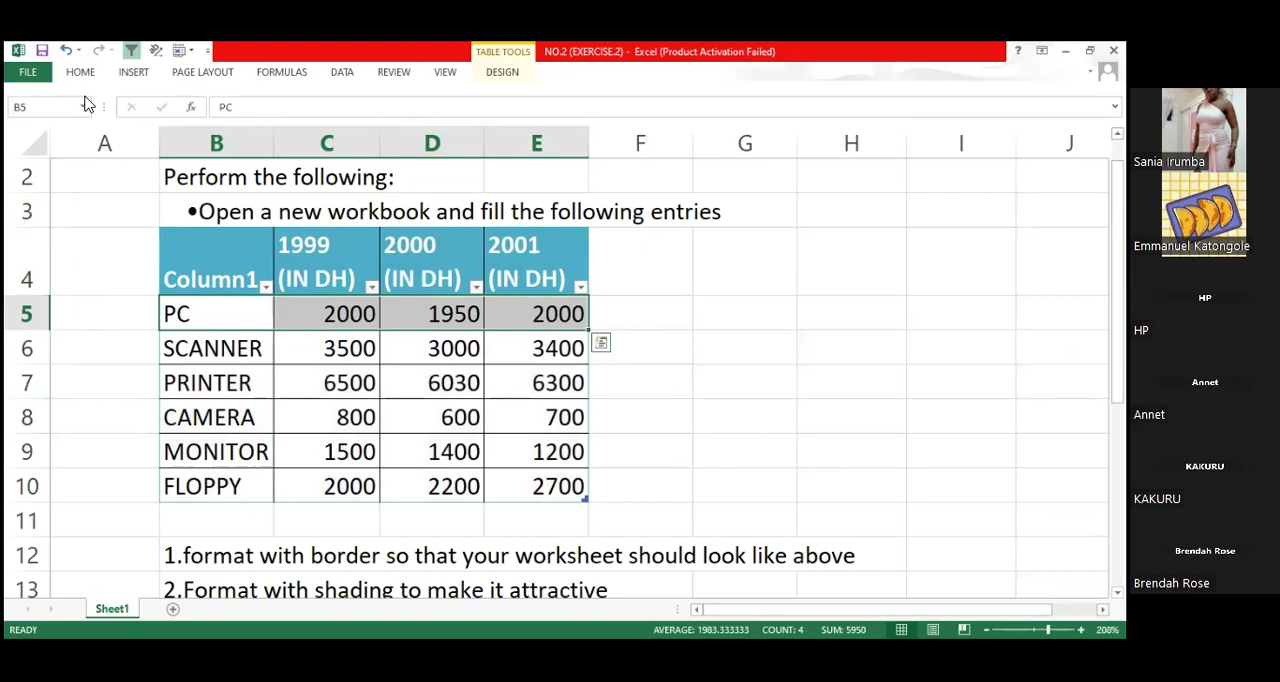 TABLE TOOLS
NO.2 (EXERCISE.2) - Excel (Product Activation Failed)
?
FILE HOME INSERT PAGE LAYOUT FORMULAS DATA REVIEW VIEW DESIGN
B5 fx PC
A B C D E F G H I J
2 Perform the following:
3 •Open a new workbook and fill the following entries
4 Column1 1999 (IN DH) 2000 (IN DH) 2001 (IN DH)
5 PC 2000 1950 2000
6 SCANNER 3500 3000 3400
7 PRINTER 6500 6030 6300
8 CAMERA 800 600 700
9 MONITOR 1500 1400 1200
10 FLOPPY 2000 2200 2700
11
12 1.format with border so that your worksheet should look like above
13 2.Format with shading to make it attractive
Sheet1
READY AVERAGE: 1983.333333 COUNT: 4 SUM: 5950 208%
Sania Irumba
Emmanuel Katongole
HP
HP
Annet
Annet
KAKURU
KAKURU
Brendah Rose
Brendah Rose